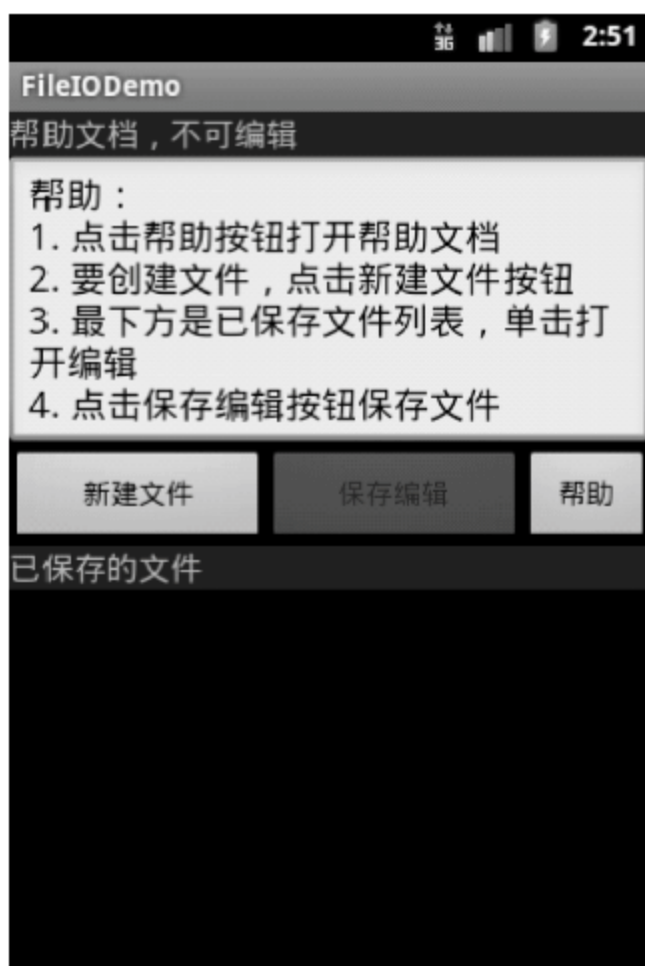 3G 2:51
FileIODemo
帮助文档，不可编辑
帮助：
1. 点击帮助按钮打开帮助文档
2. 要创建文件，点击新建文件按钮
3. 最下方是已保存文件列表，单击打
开编辑
4. 点击保存编辑按钮保存文件
新建文件 保存编辑 帮助
已保存的文件